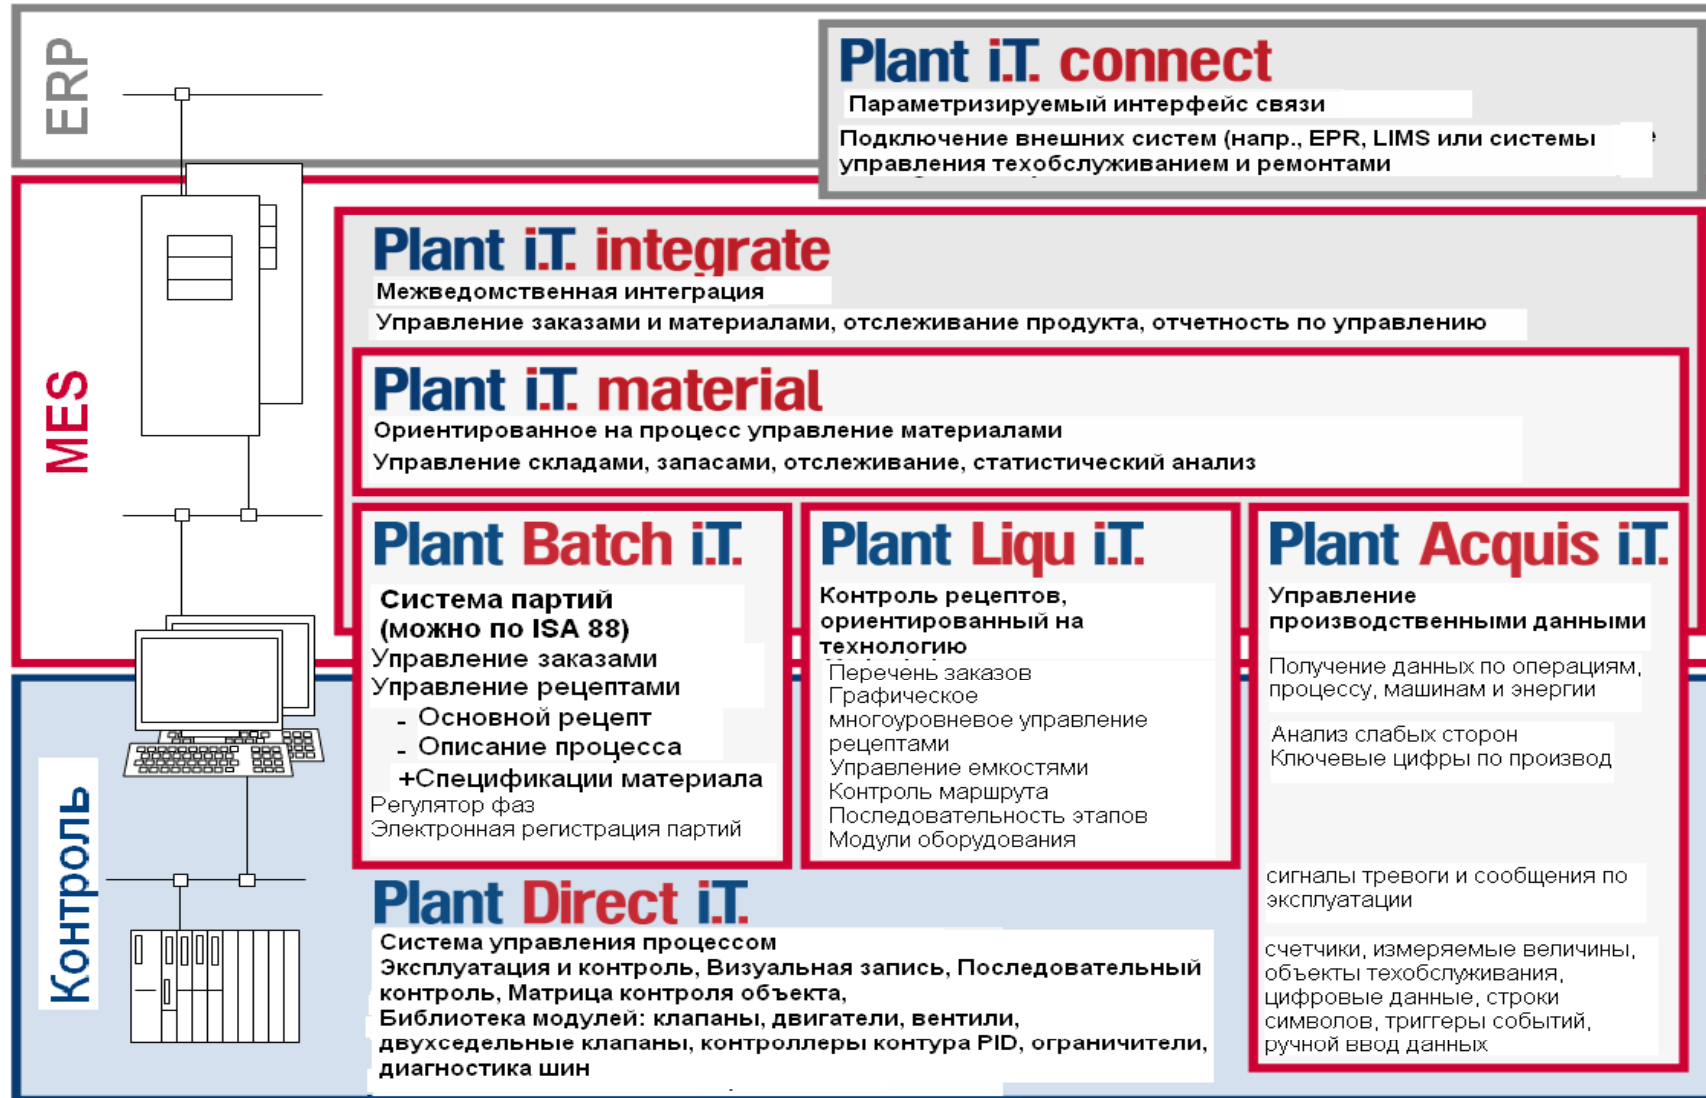 ERP
Plant i.T. connect
Параметризируемый интерфейс связи
Подключение внешних систем (напр., EPR, LIMS или системы
управления техобслуживанием и ремонтами
MES
Plant i.T. integrate
Межведомственная интеграция
Управление заказами и материалами, отслеживание продукта, отчетность по управлению
Plant i.T. material
Ориентированное на процесс управление материалами
Управление складами, запасами, отслеживание, статистический анализ
Plant Batch i.T.
Система партий
(можно по ISA 88)
Управление заказами
Управление рецептами
- Основной рецепт
- Описание процесса
+Спецификации материала
Регулятор фаз
Электронная регистрация партий
Plant Liqu i.T.
Контроль рецептов,
ориентированный на
технологию
Перечень заказов
Графическое
многоуровневое управление
рецептами
Управление емкостями
Контроль маршрута
Последовательность этапов
Модули оборудования
Plant Acquis i.T.
Управление
производственными данными
Получение данных по операциям,
процессу, машинам и энергии
Анализ слабых сторон
Ключевые цифры по производ
сигналы тревоги и сообщения по
эксплуатации
счетчики, измеряемые величины,
объекты техобслуживания,
цифровые данные, строки
символов, триггеры событий,
ручной ввод данных
Контроль
Plant Direct i.T.
Система управления процессом
Эксплуатация и контроль, Визуальная запись, Последовательный
контроль, Матрица контроля объекта,
Библиотека модулей: клапаны, двигатели, вентили,
двухседельные клапаны, контроллеры контура PID, ограничители,
диагностика шин